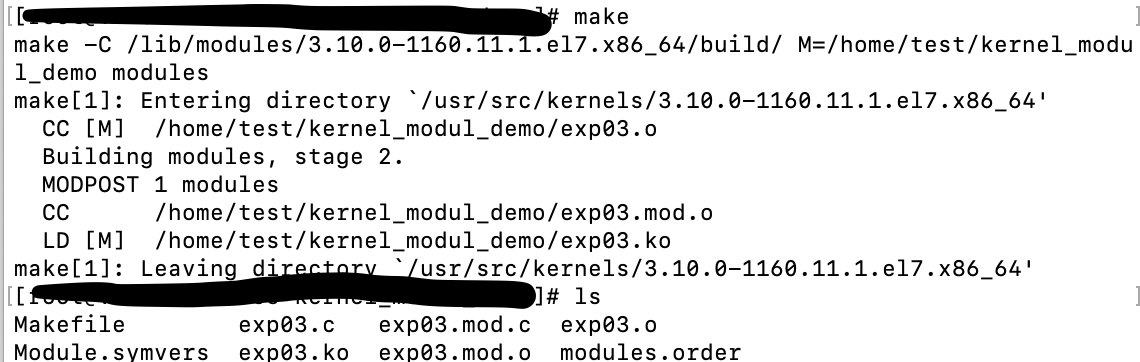 ]# make
make -C /lib/modules/3.10.0-1160.11.1.el7.x86_64/build/ M=/home/test/kernel_modu
l_demo modules
make[1]: Entering directory `/usr/src/kernels/3.10.0-1160.11.1.el7.x86_64'
  CC [M]  /home/test/kernel_modul_demo/exp03.o
  Building modules, stage 2.
  MODPOST 1 modules
  CC      /home/test/kernel_modul_demo/exp03.mod.o
  LD [M]  /home/test/kernel_modul_demo/exp03.ko
make[1]: Leaving directory `/usr/src/kernels/3.10.0-1160.11.1.el7.x86_64'
]# ls
Makefile        exp03.c   exp03.mod.c  exp03.o
Module.symvers  exp03.ko  exp03.mod.o  modules.order